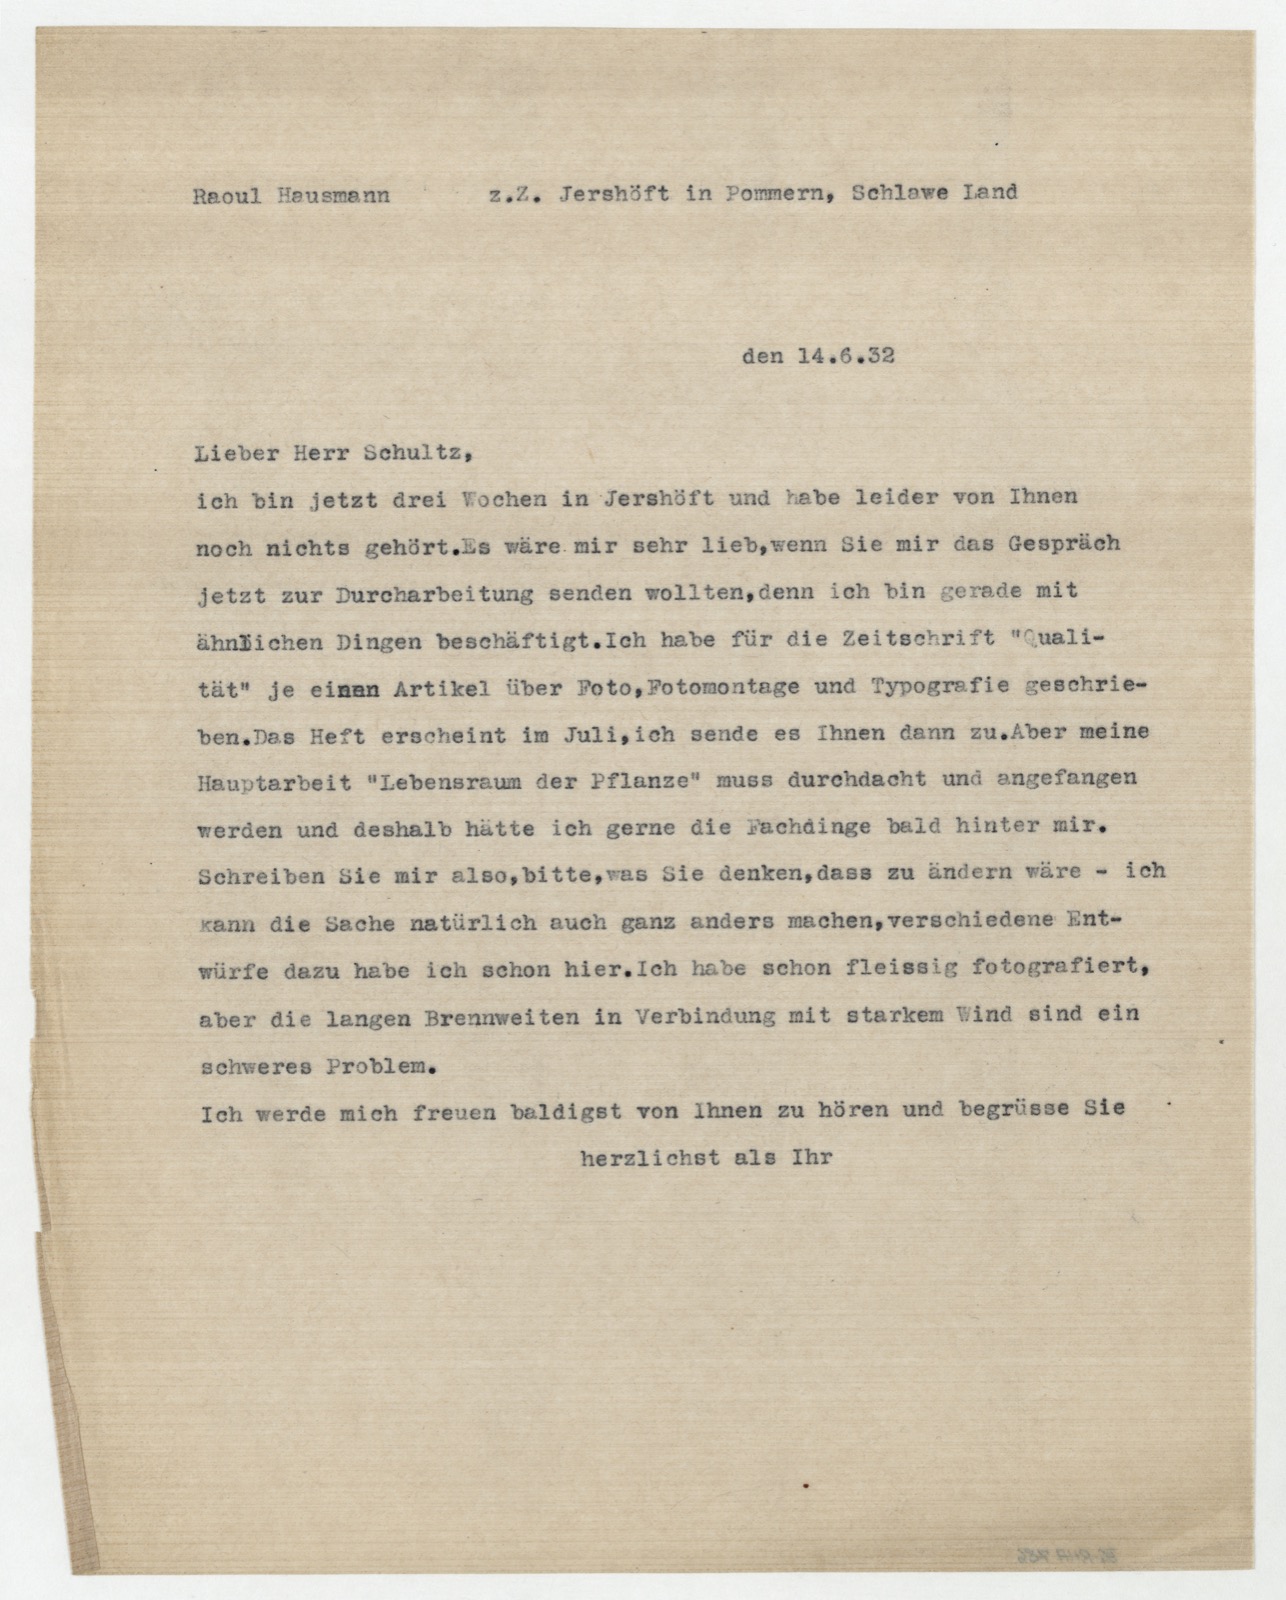 Raoul Hausmann z.Z. Jershöft in Pommern, Schlawe Land
den 14.6.32
Lieber Herr Schultz,
ich bin jetzt drei Wochen in Jershöft und habe leider von Ihnen
noch nichts gehört.Es wäre mir sehr lieb,wenn Sie mir das Gespräch
jetzt zur Durcharbeitung senden wollten,denn ich bin gerade mit
ähnlichen Dingen beschäftigt.Ich habe für die Zeitschrift "Quali-
tät" je einen Artikel über Foto,Fotomontage und Typografie geschrie-
ben.Das Heft erscheint im Juli,ich sende es Ihnen dann zu.Aber meine
Hauptarbeit "Lebensraum der Pflanze" muss durchdacht und angefangen
werden und deshalb hätte ich gerne die Fachdinge bald hinter mir.
Schreiben Sie mir also,bitte,was Sie denken,dass zu ändern wäre - ich
kann die Sache natürlich auch ganz anders machen,verschiedene Ent-
würfe dazu habe ich schon hier.Ich habe schon fleissig fotografiert,
aber die langen Brennweiten in Verbindung mit starkem Wind sind ein
schweres Problem.
Ich werde mich freuen baldigst von Ihnen zu hören und begrüsse Sie
herzlichst als Ihr